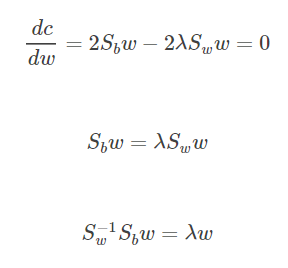 dc/dw = 2S_b w − 2λS_w w = 0
S_b w = λS_w w
S_w^{-1} S_b w = λw